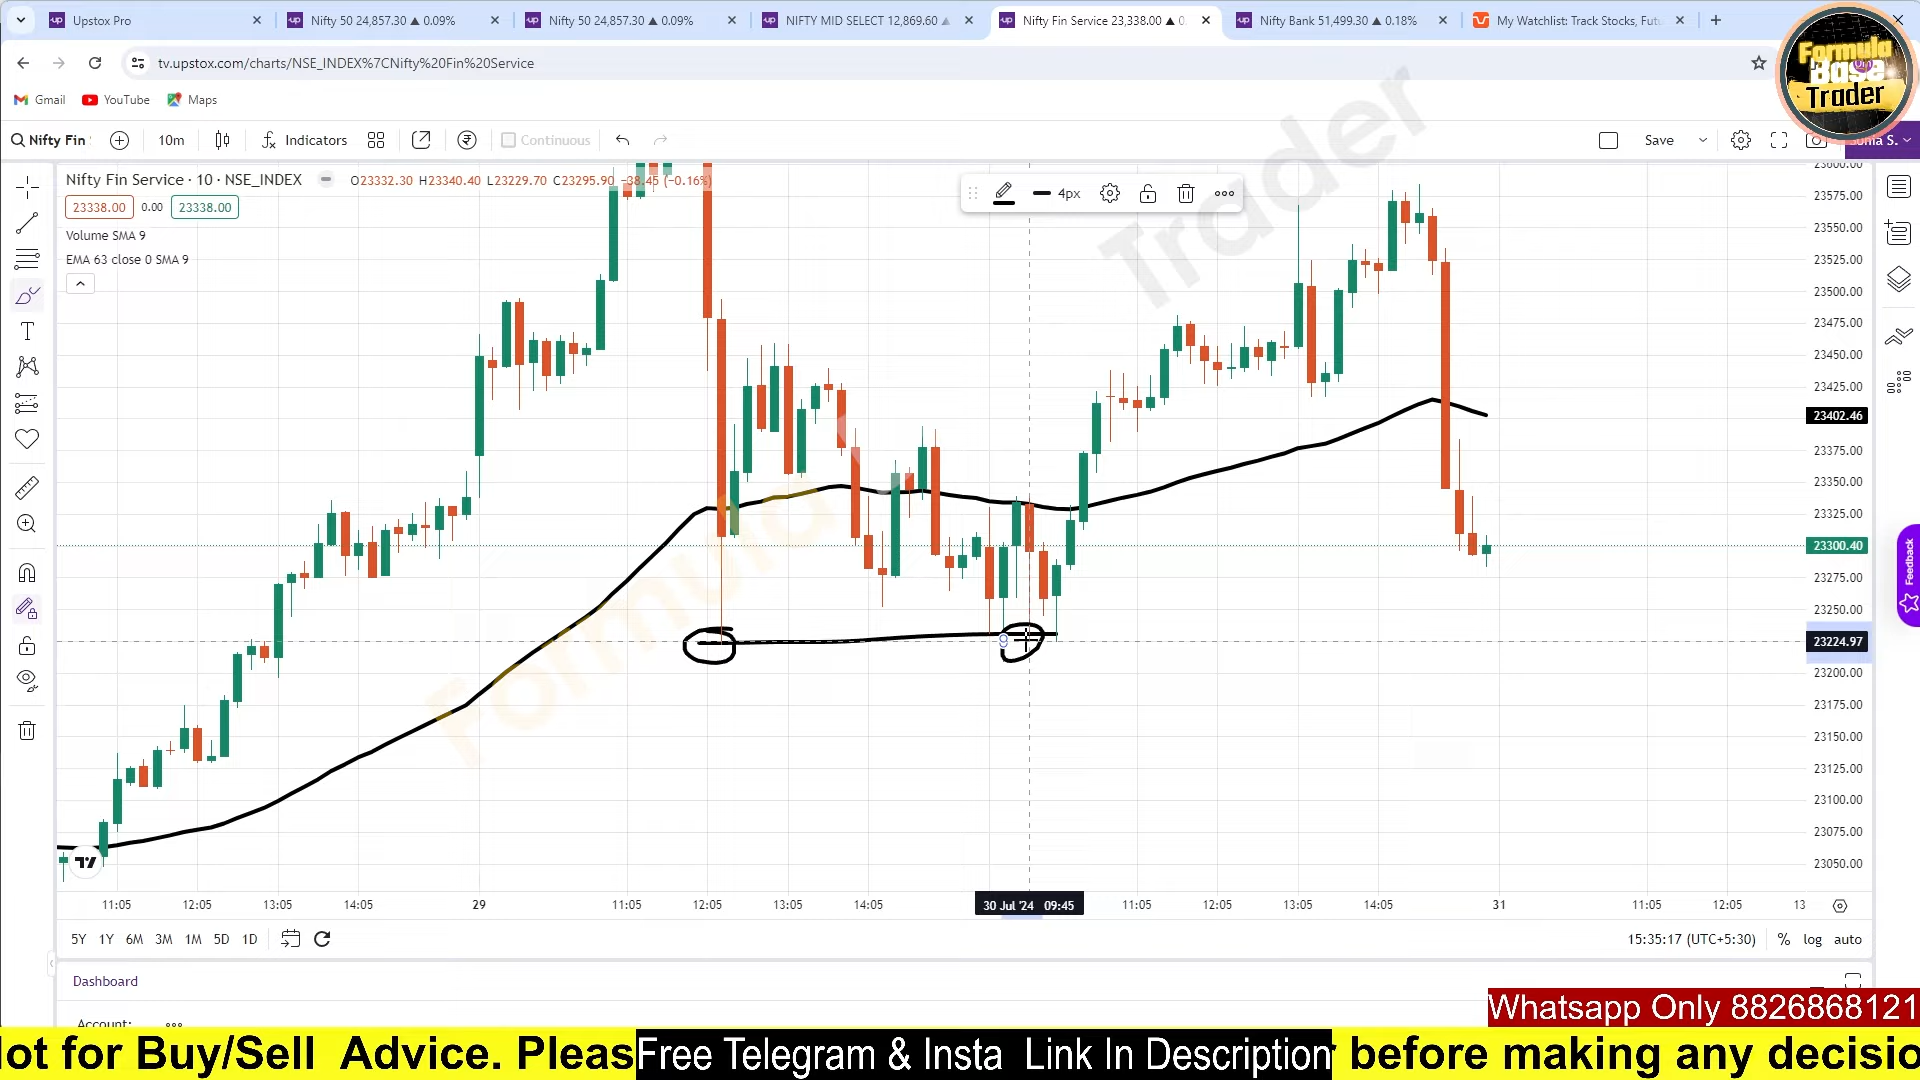 Upstox Pro
Nifty 50 24,857.30 ▲ 0.09%
Nifty 50 24,857.30 ▲ 0.09%
NIFTY MID SELECT 12,869.60
Nifty Fin Service 23,338.00 ▲ 0.
Nifty Bank 51,499.30 ▲ 0.18%
My Watchlist: Track Stocks, Futu
tv.upstox.com/charts/NSE_INDEX%7CNifty%20Fin%20Service
Gmail YouTube Maps
Formula
Base
Trader
Nifty Fin 10m Indicators Continuous Save
Nifty Fin Service · 10 · NSE_INDEX O23332.30 H23340.40 L23229.70 C23295.90 −38.45 (−0.16%)
23338.00 0.00 23338.00
Volume SMA 9
EMA 63 close 0 SMA 9
4px
Formula
Trader
23600.00
23575.00
23550.00
23525.00
23500.00
23475.00
23450.00
23425.00
23402.46
23375.00
23350.00
23325.00
23300.40
23275.00
23250.00
23224.97
23200.00
23175.00
23150.00
23125.00
23100.00
23075.00
23050.00
Feedback
11:05 12:05 13:05 14:05 29 11:05 12:05 13:05 14:05 30 Jul '24 09:45 11:05 12:05 13:05 14:05 31 11:05 12:05 13
5Y 1Y 6M 3M 1M 5D 1D
15:35:17 (UTC+5:30) % log auto
Dashboard
Account:
Whatsapp Only 8826868121
lot for Buy/Sell Advice. Pleas
Free Telegram & Insta Link In Description
before making any decisio